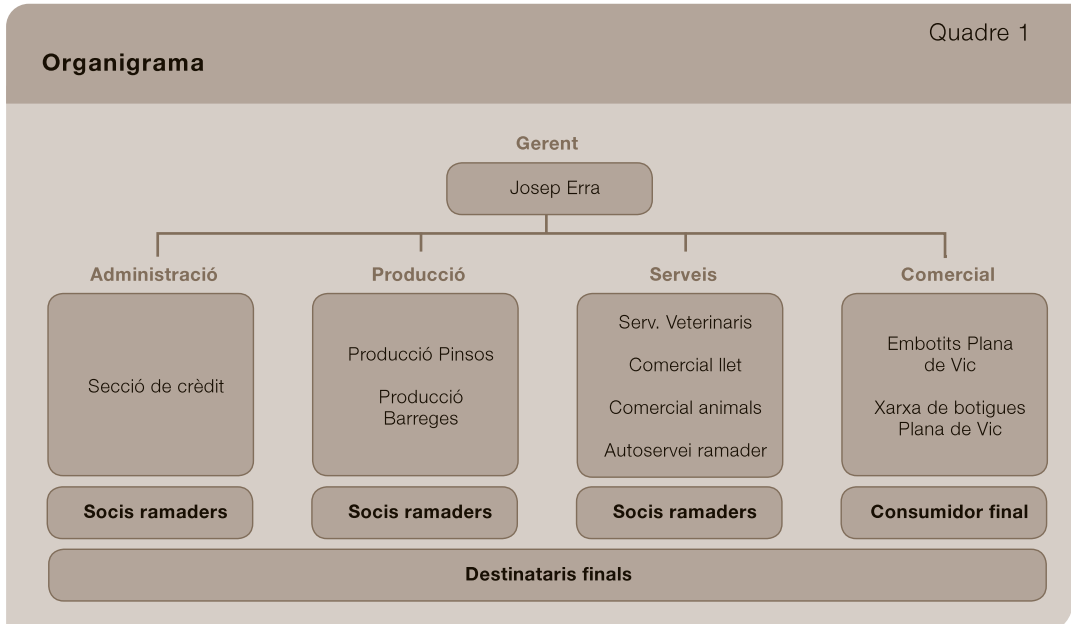 Quadre 1
Organigrama
Gerent
Josep Erra
Administració
Secció de crèdit
Socis ramaders
Producció
Producció Pinsos
Producció
Barreges
Socis ramaders
Serveis
Serv. Veterinaris
Comercial llet
Comercial animals
Autoservei ramader
Socis ramaders
Comercial
Embotits Plana
de Vic
Xarxa de botigues
Plana de Vic
Consumidor final
Destinataris finals